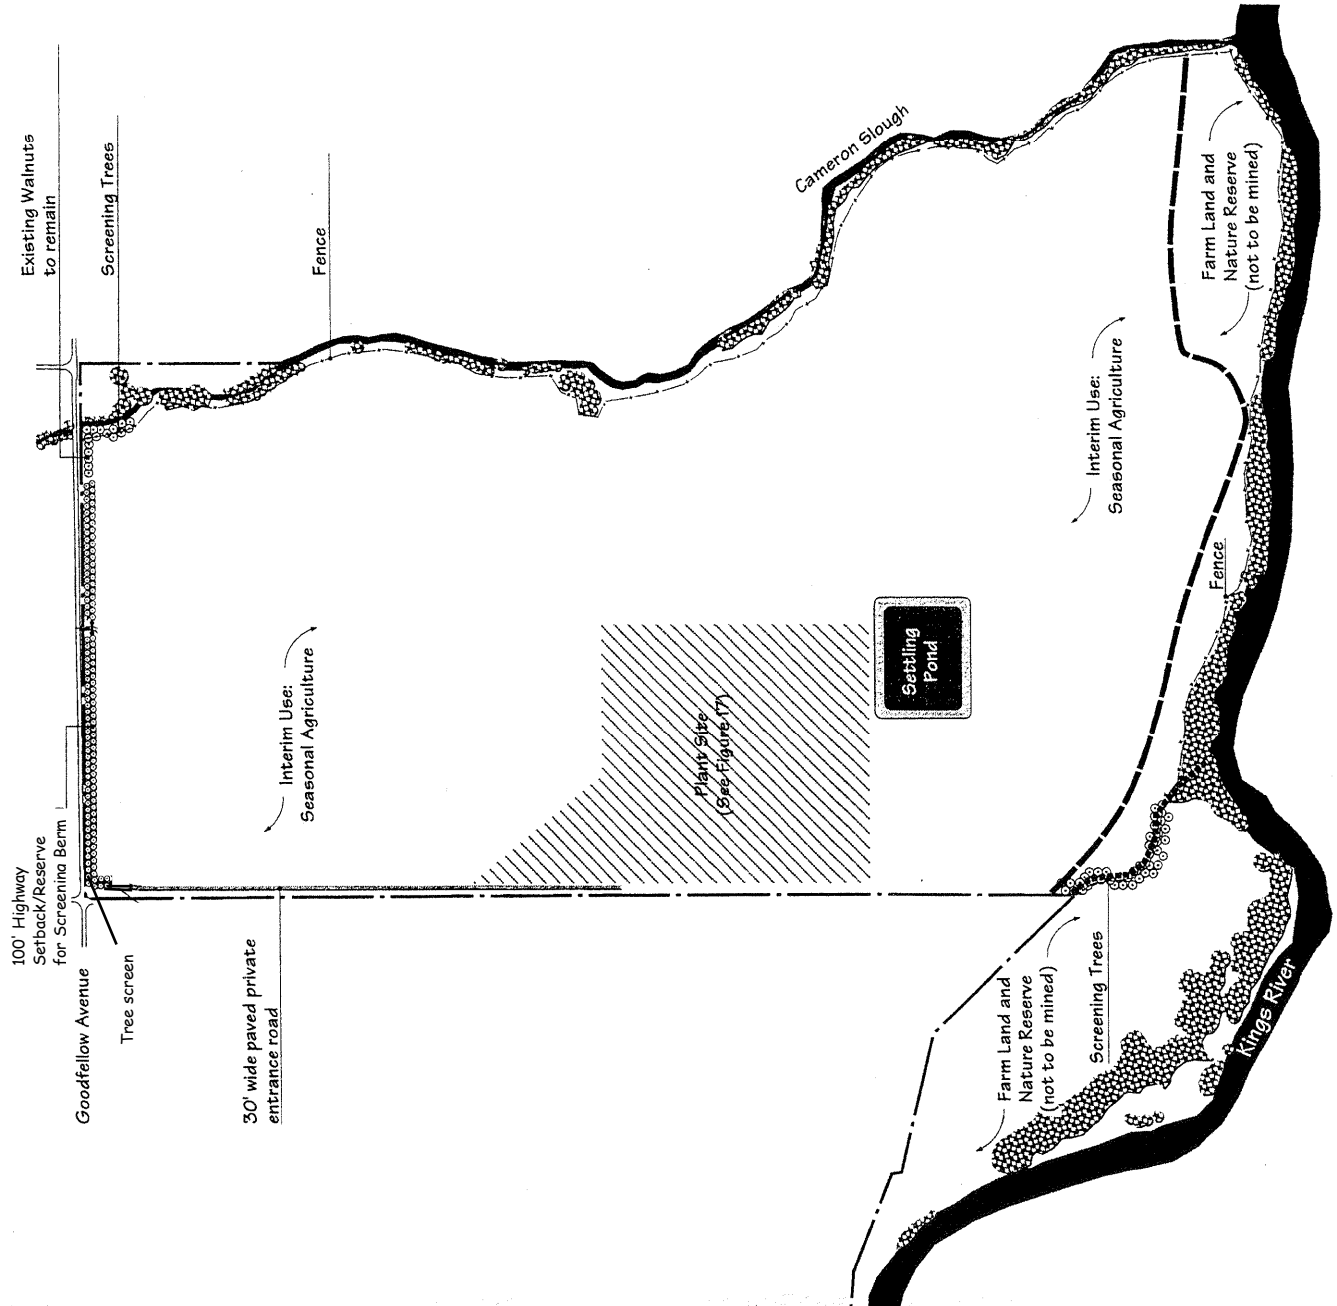 Existing Walnuts
to remain
Screening Trees
Fence
Cameron Slough
Farm Land and
Nature Reserve
(not to be mined)
Interim Use:
Seasonal Agriculture
Fence
Settling
Pond
Interim Use:
Seasonal Agriculture
Plant Site
(See Figure 17)
100' Highway
Setback/Reserve
for Screening Berm
Goodfellow Avenue
Tree screen
30' wide paved private
entrance road
Farm Land and
Nature Reserve
(not to be mined)
Screening Trees
Kings River